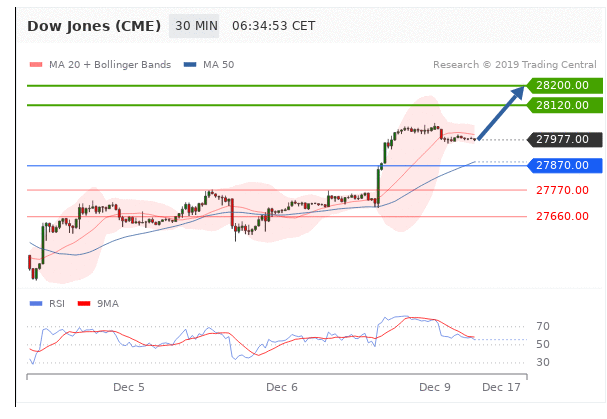 Dow Jones (CME) 30 MIN 06:34:53 CET
MA 20 + Bollinger Bands MA 50 Research © 2019 Trading Central
28200.00
28120.00
27977.00
27870.00
27770.00
27660.00
RSI 9MA
70
50
30
Dec 5 Dec 6 Dec 9 Dec 17